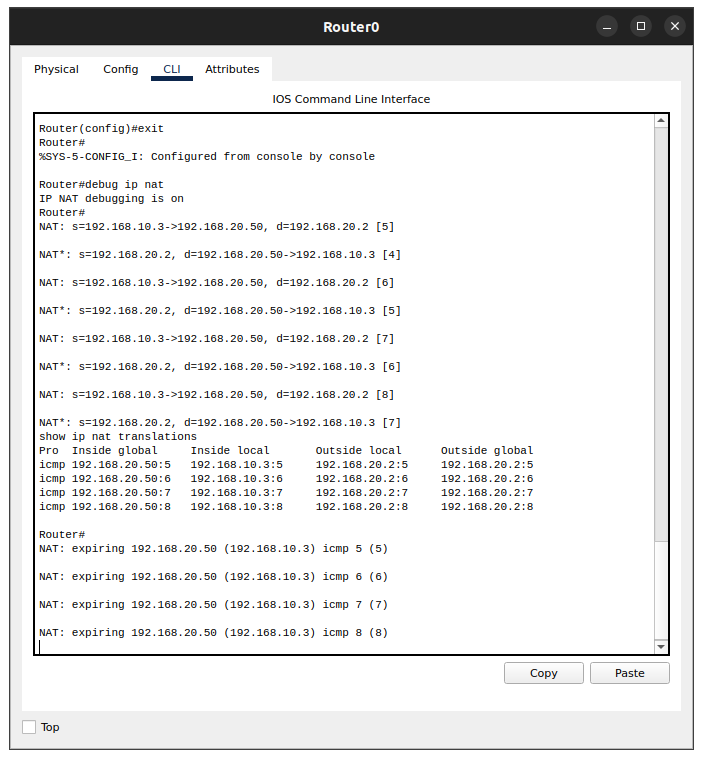 Router0
Physical Config CLI Attributes
IOS Command Line Interface
Router(config)#exit
Router#
%SYS-5-CONFIG_I: Configured from console by console
Router#debug ip nat
IP NAT debugging is on
Router#
NAT: s=192.168.10.3->192.168.20.50, d=192.168.20.2 [5]
NAT*: s=192.168.20.2, d=192.168.20.50->192.168.10.3 [4]
NAT: s=192.168.10.3->192.168.20.50, d=192.168.20.2 [6]
NAT*: s=192.168.20.2, d=192.168.20.50->192.168.10.3 [5]
NAT: s=192.168.10.3->192.168.20.50, d=192.168.20.2 [7]
NAT*: s=192.168.20.2, d=192.168.20.50->192.168.10.3 [6]
NAT: s=192.168.10.3->192.168.20.50, d=192.168.20.2 [8]
NAT*: s=192.168.20.2, d=192.168.20.50->192.168.10.3 [7]
show ip nat translations
Pro  Inside global     Inside local       Outside local      Outside global
icmp 192.168.20.50:5   192.168.10.3:5     192.168.20.2:5     192.168.20.2:5
icmp 192.168.20.50:6   192.168.10.3:6     192.168.20.2:6     192.168.20.2:6
icmp 192.168.20.50:7   192.168.10.3:7     192.168.20.2:7     192.168.20.2:7
icmp 192.168.20.50:8   192.168.10.3:8     192.168.20.2:8     192.168.20.2:8
Router#
NAT: expiring 192.168.20.50 (192.168.10.3) icmp 5 (5)
NAT: expiring 192.168.20.50 (192.168.10.3) icmp 6 (6)
NAT: expiring 192.168.20.50 (192.168.10.3) icmp 7 (7)
NAT: expiring 192.168.20.50 (192.168.10.3) icmp 8 (8)
Copy Paste
Top